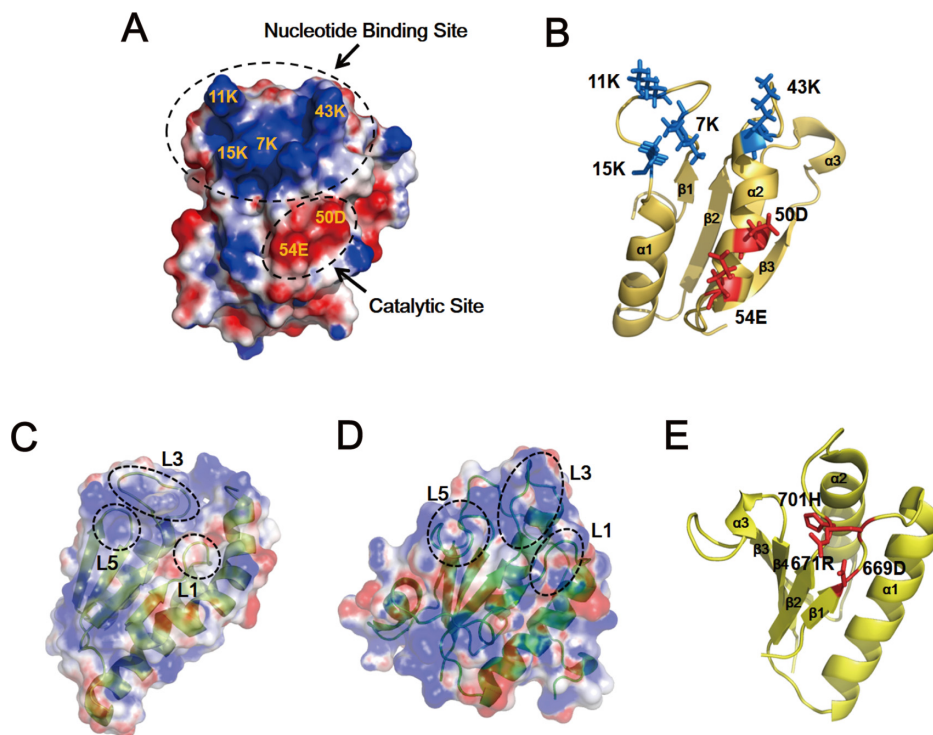 A
Nucleotide Binding Site
11K
43K
15K
7K
50D
54E
Catalytic Site
B
11K
43K
7K
15K
α3
β1
α2
β2
50D
α1
β3
54E
C
L3
L5
L1
D
L3
L5
L1
E
α2
701H
α3
β3
β4
671R
669D
α1
β2
β1